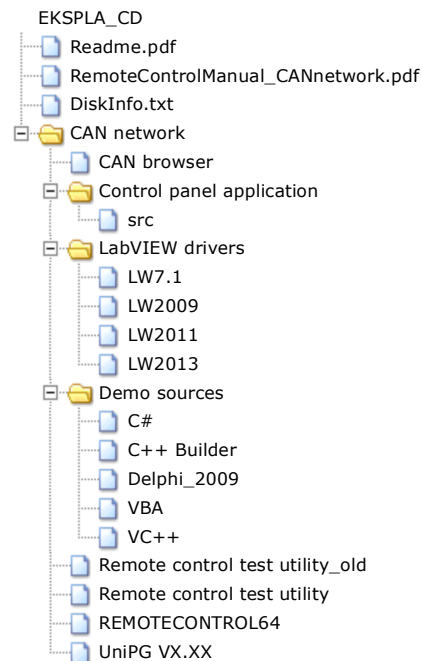 EKSPLA_CD
Readme.pdf
RemoteControlManual_CANnetwork.pdf
DiskInfo.txt
CAN network
CAN browser
Control panel application
src
LabVIEW drivers
LW7.1
LW2009
LW2011
LW2013
Demo sources
C#
C++ Builder
Delphi_2009
VBA
VC++
Remote control test utility_old
Remote control test utility
REMOTECONTROL64
UniPG VX.XX